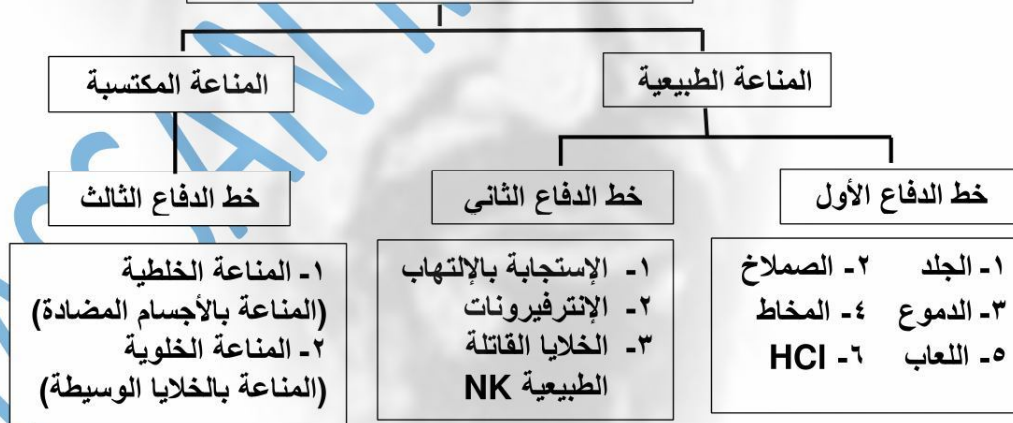 المناعة الطبيعية
المناعة المكتسبة
خط الدفاع الأول
خط الدفاع الثاني
خط الدفاع الثالث
١- الجلد ٢- الصملاخ
٣- الدموع ٤- المخاط
٥- اللعاب ٦- HCl
١- الإستجابة بالإلتهاب
٢- الإنترفيرونات
٣- الخلايا القاتلة
الطبيعية NK
١- المناعة الخلطية
(المناعة بالأجسام المضادة)
٢- المناعة الخلوية
(المناعة بالخلايا الوسيطة)